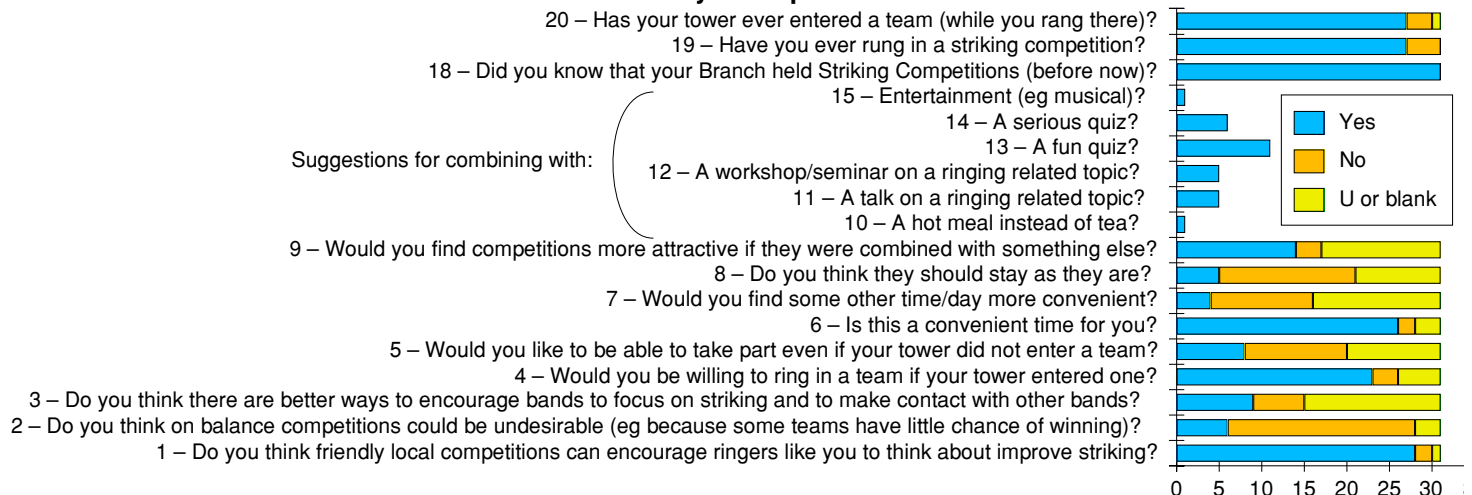 20 – Has your tower ever entered a team (while you rang there)?
19 – Have you ever rung in a striking competition?
18 – Did you know that your Branch held Striking Competitions (before now)?
15 – Entertainment (eg musical)?
14 – A serious quiz?
13 – A fun quiz?
Suggestions for combining with:
12 – A workshop/seminar on a ringing related topic?
11 – A talk on a ringing related topic?
10 – A hot meal instead of tea?
9 – Would you find competitions more attractive if they were combined with something else?
8 – Do you think they should stay as they are?
7 – Would you find some other time/day more convenient?
6 – Is this a convenient time for you?
5 – Would you like to be able to take part even if your tower did not enter a team?
4 – Would you be willing to ring in a team if your tower entered one?
3 – Do you think there are better ways to encourage bands to focus on striking and to make contact with other bands?
2 – Do you think on balance competitions could be undesirable (eg because some teams have little chance of winning)?
1 – Do you think friendly local competitions can encourage ringers like you to think about improve striking?
Yes
No
U or blank
0 5 10 15 20 25 30